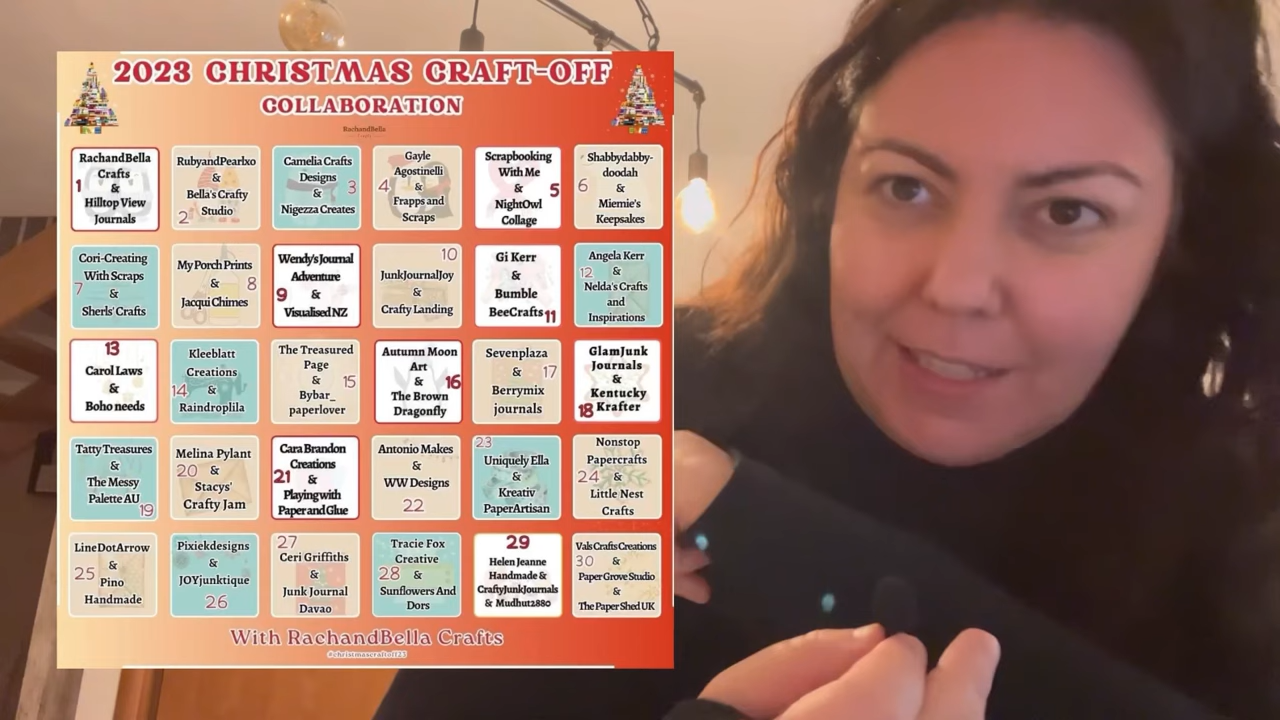 2023 CHRISTMAS CRAFT-OFF
COLLABORATION
RachandBella
RachandBella
Crafts
1
&
Hilltop View
Journals
RubyandPearlxo
&
Bella's Crafty
Studio
2
Camelia Crafts
Designs
3
&
Nigezza Creates
Gayle
Agostinelli
4
&
Frapps and
Scraps
Scrapbooking
With Me
&
5
NightOwl
Collage
Shabbydabby-
doodah
6
&
Miemie's
Keepsakes
Cori-Creating
With Scraps
7
&
Sherls' Crafts
My Porch Prints
&
8
Jacqui Chimes
Wendy's Journal
Adventure
9
&
Visualised NZ
10
JunkJournalJoy
&
Crafty Landing
Gi Kerr
&
Bumble
BeeCrafts 11
Angela Kerr
12
&
Nelda's Crafts
and
Inspirations
13
Carol Laws
&
Boho needs
Kleeblatt
Creations
14
&
Raindroplila
The Treasured
Page
&
15
Bybar_
paperlover
Autumn Moon
Art
&
16
The Brown
Dragonfly
Sevenplaza
&
17
Berrymix
journals
GlamJunk
Journals
&
Kentucky
18 Krafter
Tatty Treasures
&
The Messy
Palette AU
19
Melina Pylant
20 &
Stacys'
Crafty Jam
Cara Brandon
Creations
21 &
Playing with
Paper and Glue
Antonio Makes
&
WW Designs
22
23
Uniquely Ella
&
Kreativ
PaperArtisan
Nonstop
Papercrafts
24 &
Little Nest
Crafts
LineDotArrow
25 &
Pino
Handmade
Pixiekdesigns
&
JOYjunktique
26
27
Ceri Griffiths
&
Junk Journal
Davao
Tracie Fox
Creative
28 &
Sunflowers And
Dors
29
Helen Jeanne
Handmade &
CraftyJunkJournals
& Mudhut2880
Vals Crafts Creations
30 &
Paper Grove Studio
&
The Paper Shed UK
With RachandBella Crafts
#christmascraftoff23